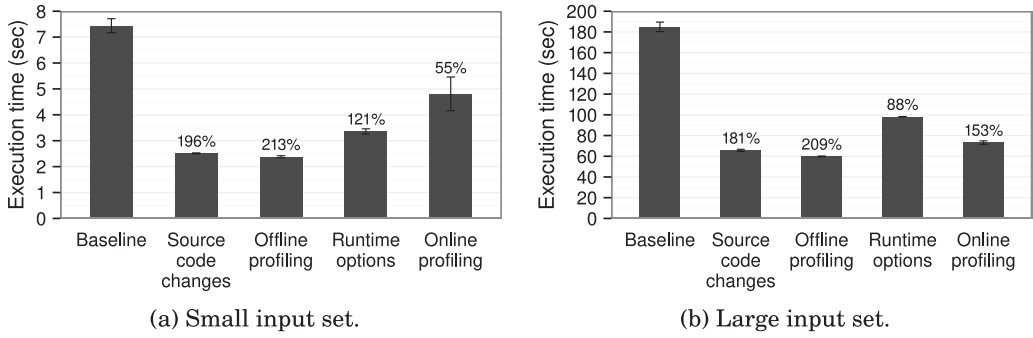 Execution time (sec)
8
7
6
5
4
3
2
1
0
196%
213%
121%
55%
Baseline
Source
code
changes
Offline
profiling
Runtime
options
Online
profiling
(a) Small input set.
Execution time (sec)
200
180
160
140
120
100
80
60
40
20
0
181%
209%
88%
153%
Baseline
Source
code
changes
Offline
profiling
Runtime
options
Online
profiling
(b) Large input set.